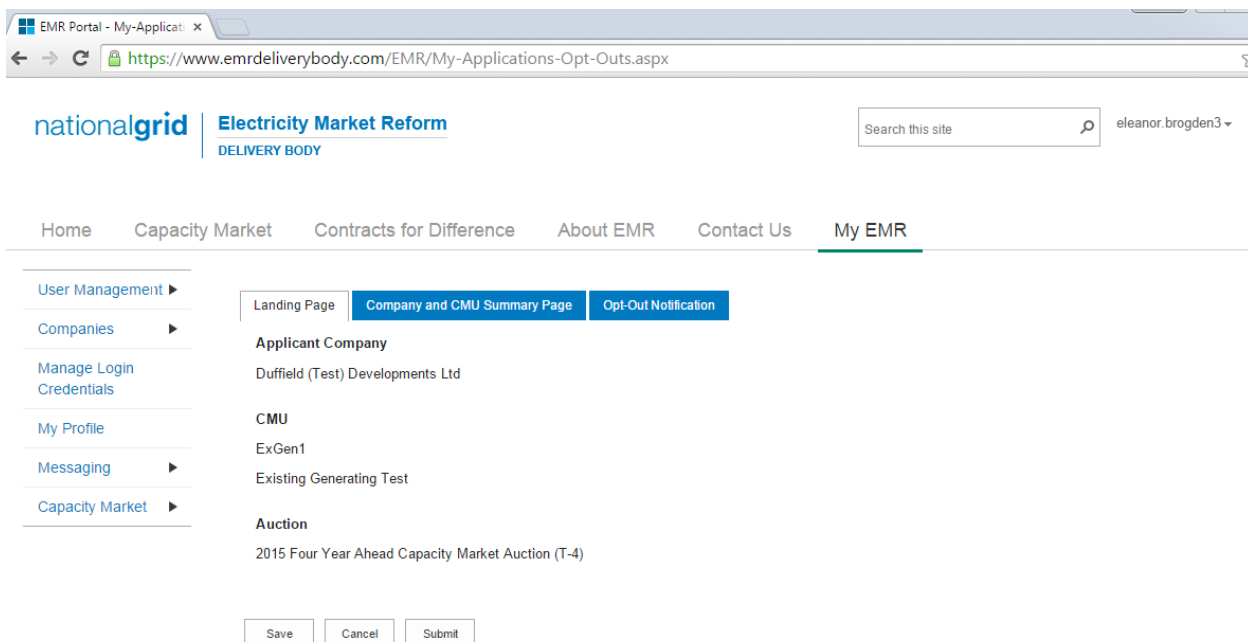 EMR Portal - My-Applicati
https://www.emrdeliverybody.com/EMR/My-Applications-Opt-Outs.aspx
nationalgrid
Electricity Market Reform
DELIVERY BODY
Search this site
eleanor.brogden3
Home Capacity Market Contracts for Difference About EMR Contact Us My EMR
User Management
Companies
Manage Login
Credentials
My Profile
Messaging
Capacity Market
Landing Page Company and CMU Summary Page Opt-Out Notification
Applicant Company
Duffield (Test) Developments Ltd
CMU
ExGen1
Existing Generating Test
Auction
2015 Four Year Ahead Capacity Market Auction (T-4)
Save Cancel Submit